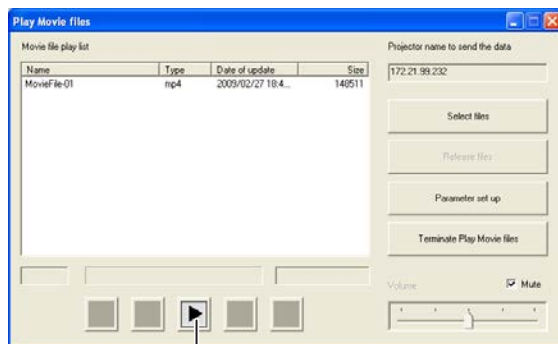 Play Movie files
Movie file play list
Projector name to send the data
Name Type Date of update Size
MovieFile-01 mp4 2009/02/27 18:4... 148511
172.21.99.232
Select files
Release files
Parameter set up
Terminate Play Movie files
Volume
Mute